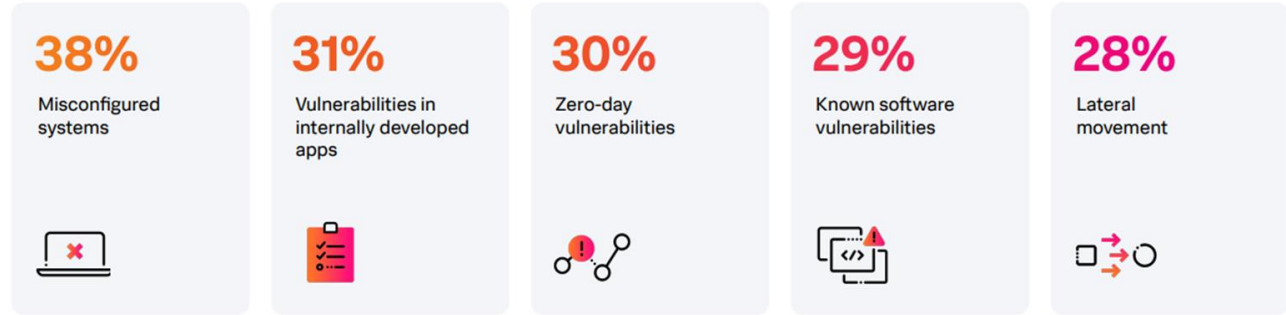 38%
Misconfigured
systems
31%
Vulnerabilities in
internally developed
apps
30%
Zero-day
vulnerabilities
29%
Known software
vulnerabilities
28%
Lateral
movement